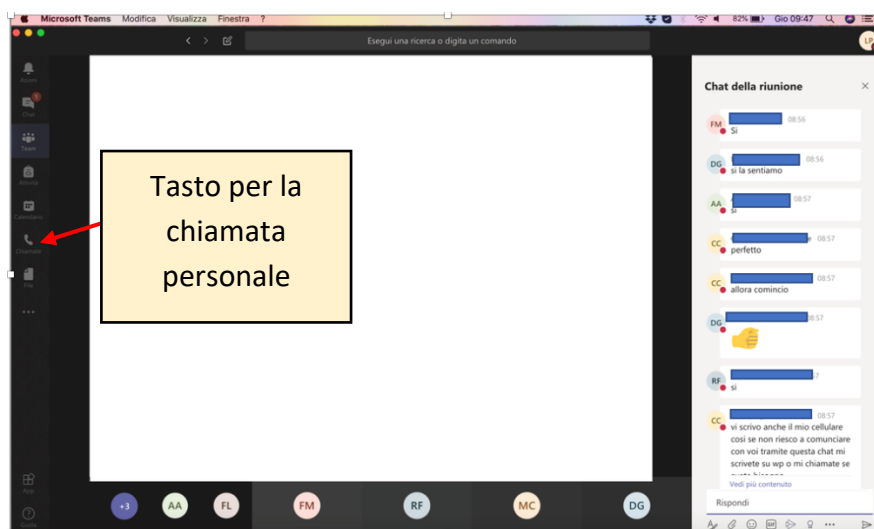 Microsoft Teams Modifica Visualizza Finestra ?
82% Gio 09:47
Esegui una ricerca o digita un comando
LP
Chat
Team
Attività
Calendario
Chiamate
File
App
Guida
Tasto per la
chiamata
personale
+3 AA FL FM RF MC DG
Chat della riunione
FM 08:56
Si
DG 08:56
si la sentiamo
AA 08:57
si
CC 08:57
perfetto
CC 08:57
allora comincio
DG 08:57
RF
si
CC 08:57
vi scrivo anche il mio cellulare
cosi se non riesco a comunciare
con voi tramite questa chat mi
scrivete su wp o mi chiamate se
Vedi più contenuto
Rispondi
GIF